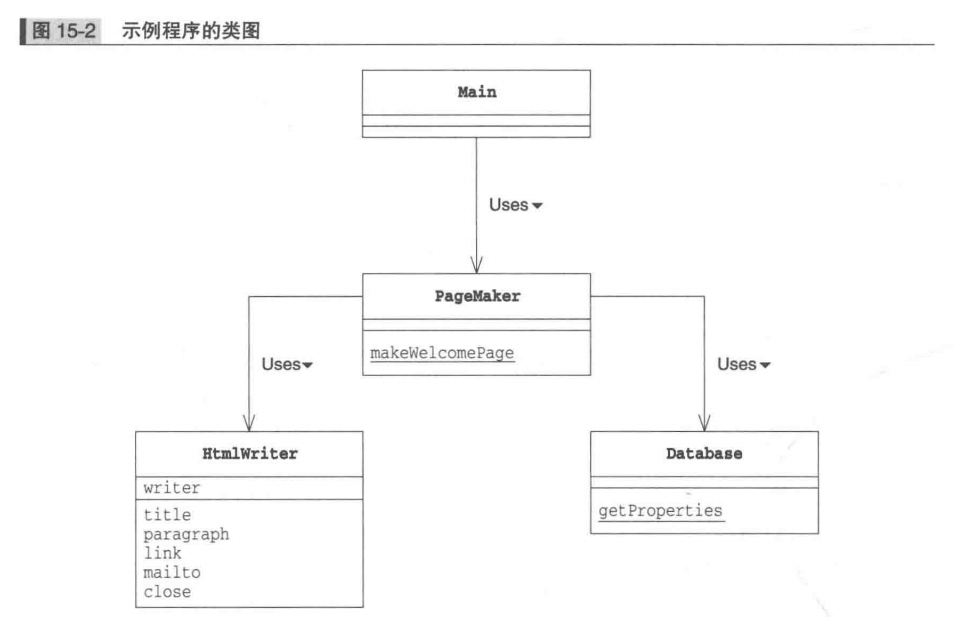 图 15-2 示例程序的类图
Main
Uses
PageMaker
makeWelcomePage
Uses
Uses
HtmlWriter
writer
title
paragraph
link
mailto
close
Database
getProperties